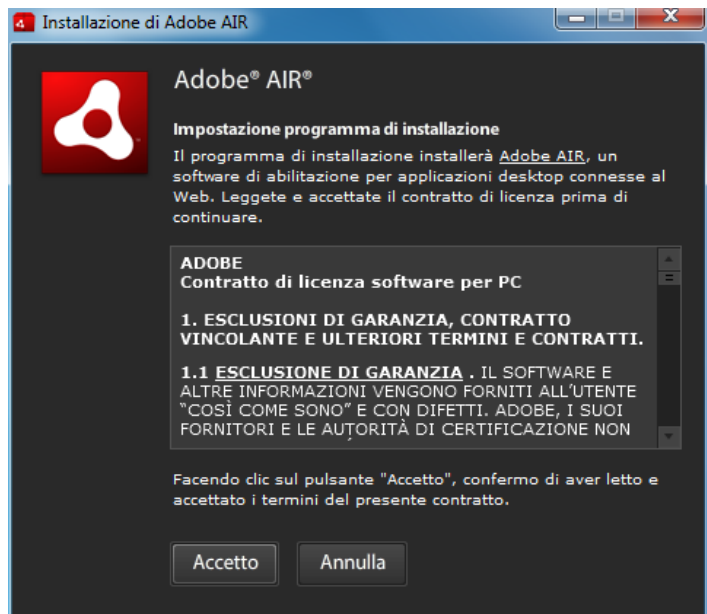 Installazione di Adobe AIR
Adobe® AIR®
Impostazione programma di installazione
Il programma di installazione installerà Adobe AIR, un
software di abilitazione per applicazioni desktop connesse al
Web. Leggete e accettate il contratto di licenza prima di
continuare.
ADOBE
Contratto di licenza software per PC
1. ESCLUSIONI DI GARANZIA, CONTRATTO
VINCOLANTE E ULTERIORI TERMINI E CONTRATTI.
1.1 ESCLUSIONE DI GARANZIA . IL SOFTWARE E
ALTRE INFORMAZIONI VENGONO FORNITI ALL'UTENTE
"COSÌ COME SONO" E CON DIFETTI. ADOBE, I SUOI
FORNITORI E LE AUTORITÀ DI CERTIFICAZIONE NON
Facendo clic sul pulsante "Accetto", confermo di aver letto e
accettato i termini del presente contratto.
Accetto
Annulla